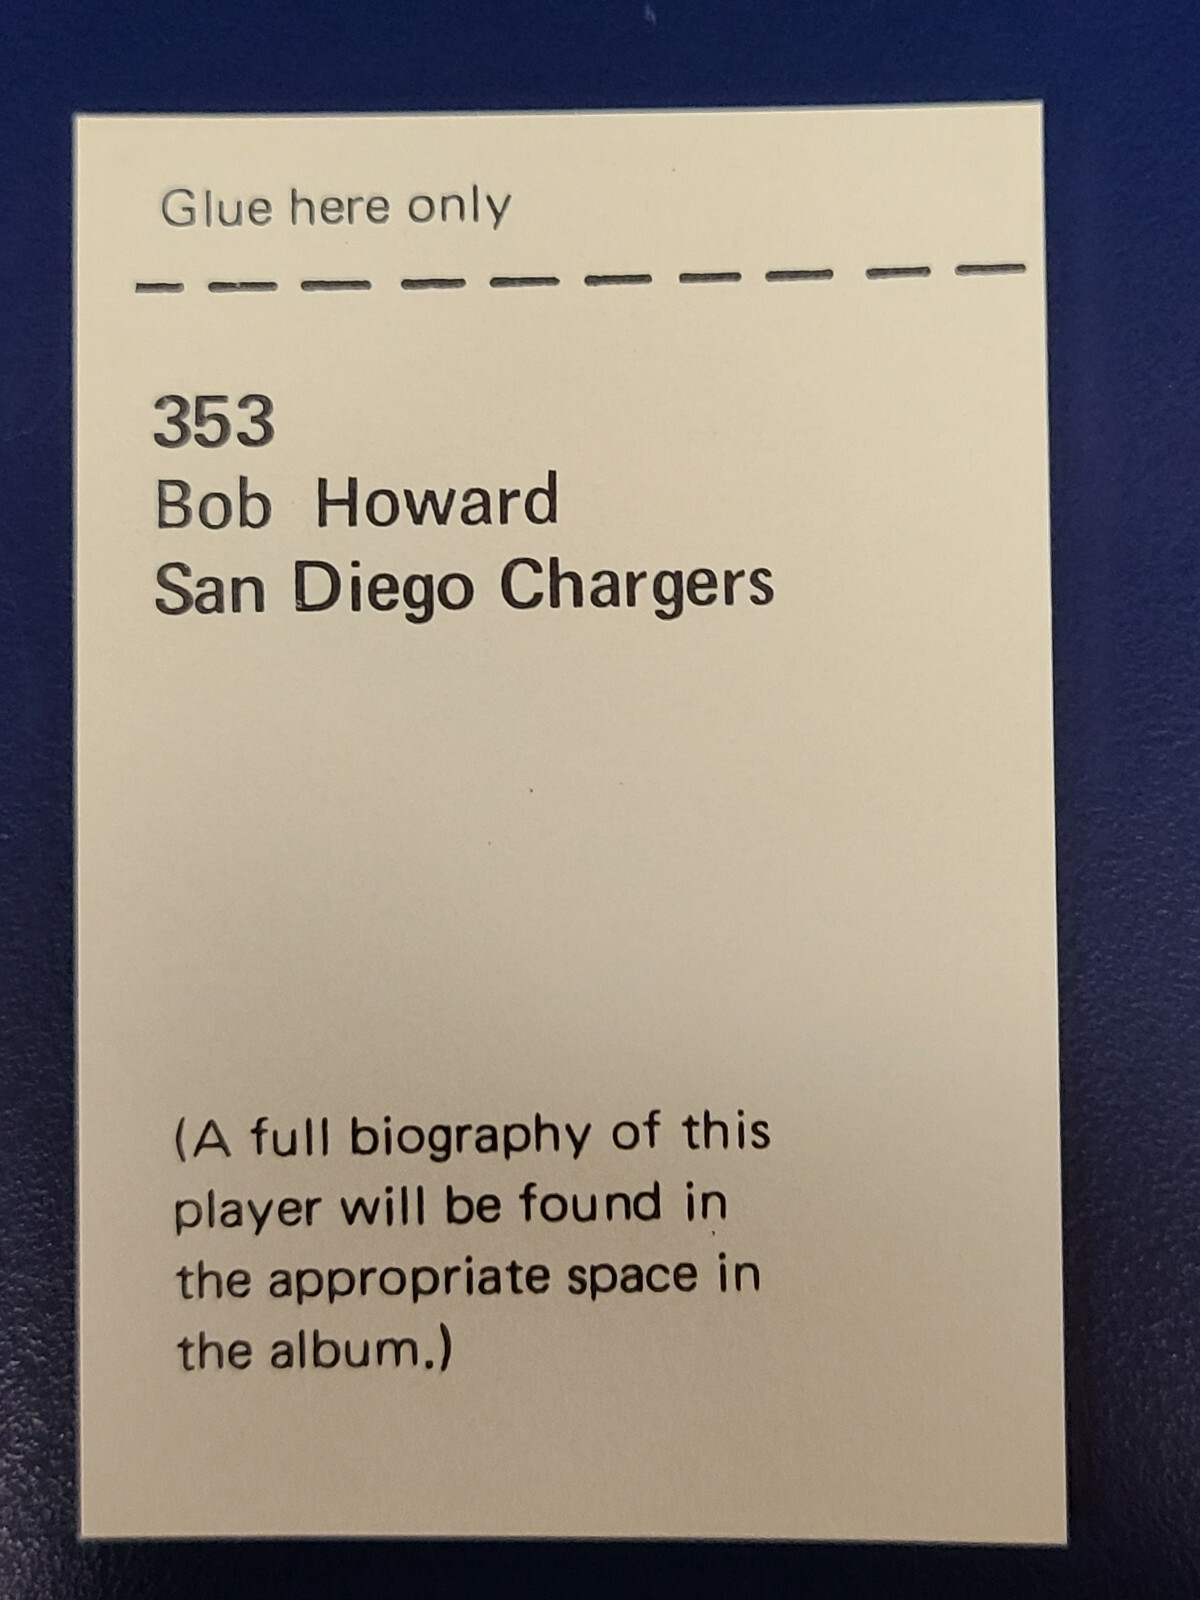 Glue here only
353
Bob Howard
San Diego Chargers
(A full biography of this
player will be found in
the appropriate space in
the album.)